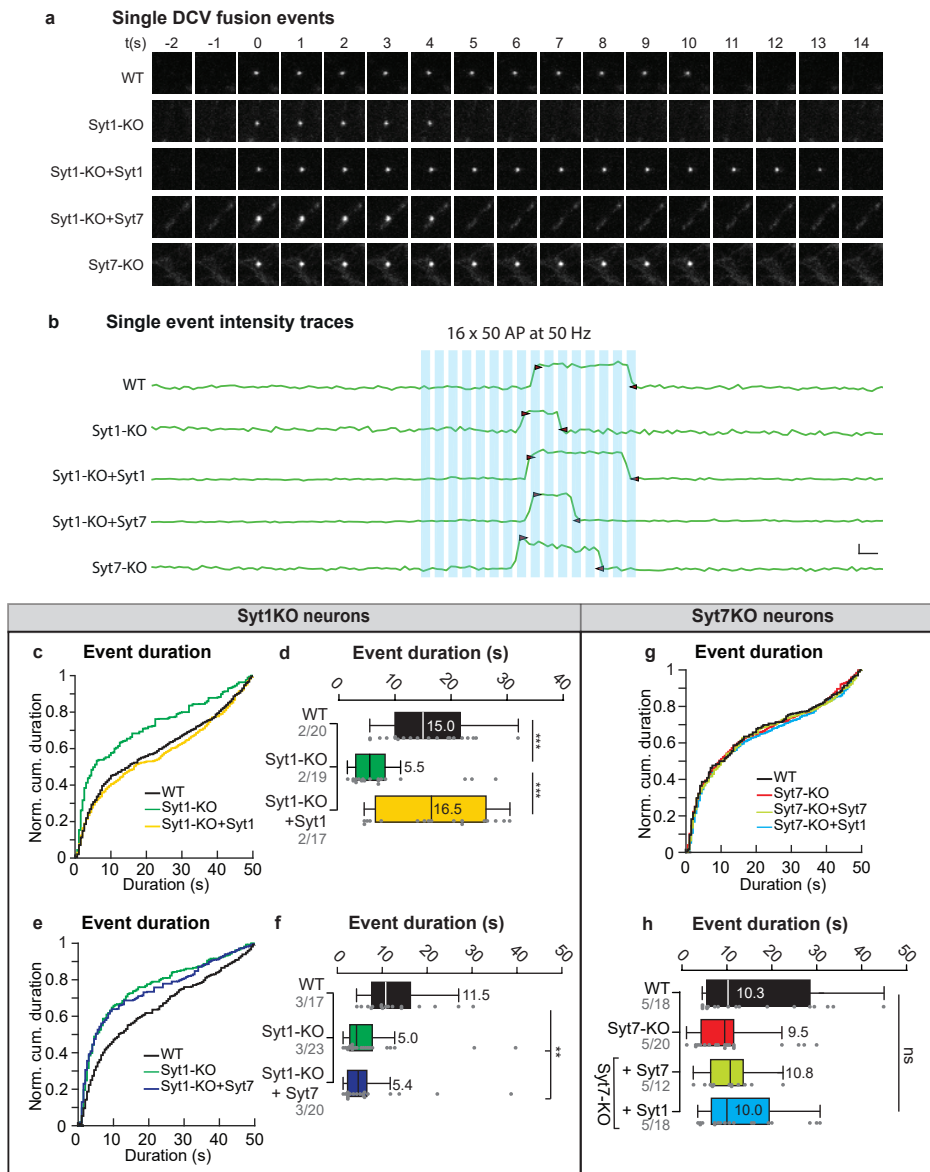 a Single DCV fusion events
t(s) -2 -1 0 1 2 3 4 5 6 7 8 9 10 11 12 13 14
WT
Syt1-KO
Syt1-KO+Syt1
Syt1-KO+Syt7
Syt7-KO
b Single event intensity traces
16 x 50 AP at 50 Hz
WT
Syt1-KO
Syt1-KO+Syt1
Syt1-KO+Syt7
Syt7-KO
Syt1KO neurons
c Event duration
Norm. cum. duration
1
0.8
0.6
0.4
0.2
0
WT
Syt1-KO
Syt1-KO+Syt1
0 10 20 30 40 50
Duration (s)
d Event duration (s)
0 10 20 30 40
WT
2/20
15.0
Syt1-KO
2/19
5.5
Syt1-KO
+Syt1
2/17
16.5
***
***
e Event duration
Norm. cum. duration
1
0.8
0.6
0.4
0.2
0
WT
Syt1-KO
Syt1-KO+Syt7
0 10 20 30 40 50
Duration (s)
f Event duration (s)
0 10 20 30 40 50
WT
3/17
11.5
Syt1-KO
3/23
5.0
Syt1-KO
+ Syt7
3/20
5.4
**
Syt7KO neurons
g Event duration
Norm. cum. duration
1
0.8
0.6
0.4
0.2
0
WT
Syt7-KO
Syt7-KO+Syt7
Syt7-KO+Syt1
0 10 20 30 40 50
Duration (s)
h Event duration (s)
0 10 20 30 40 50
WT
5/18
10.3
Syt7-KO
5/20
9.5
Syt7-KO
+ Syt7
5/12
10.8
+ Syt1
5/18
10.0
ns